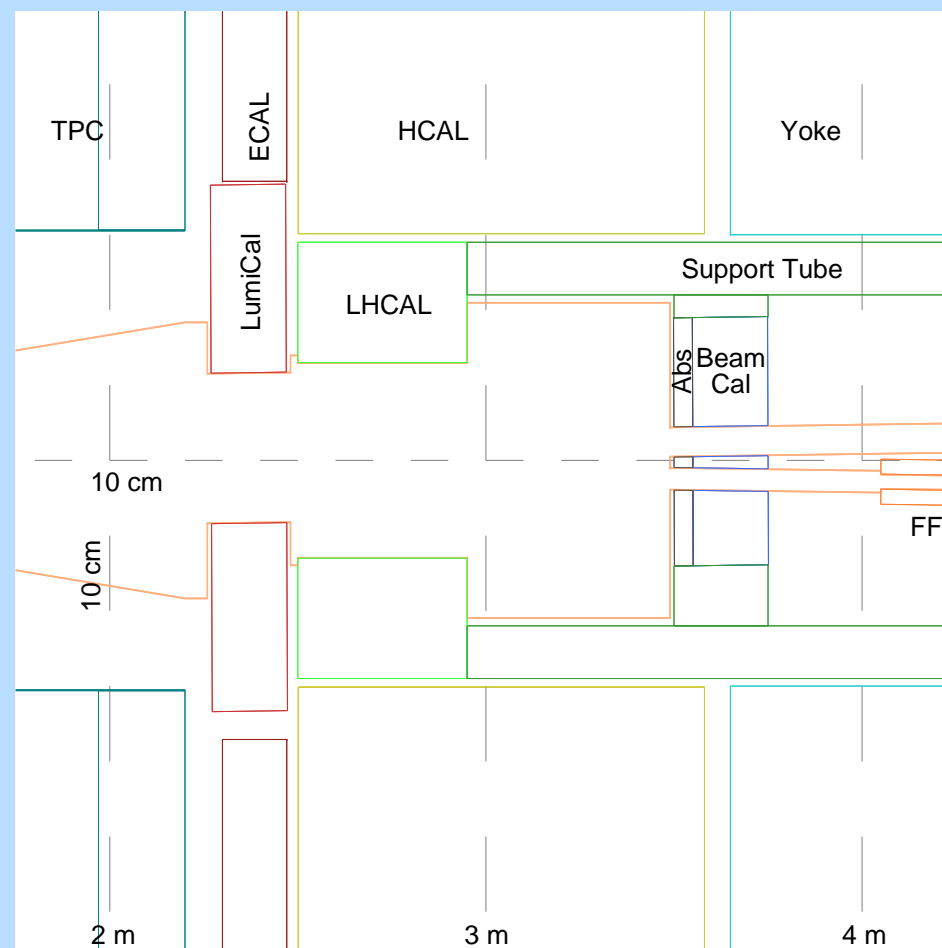 TPC
ECAL
HCAL
Yoke
LumiCal
LHCAL
Support Tube
Abs
Beam
Cal
10 cm
10 cm
FF
2 m
3 m
4 m